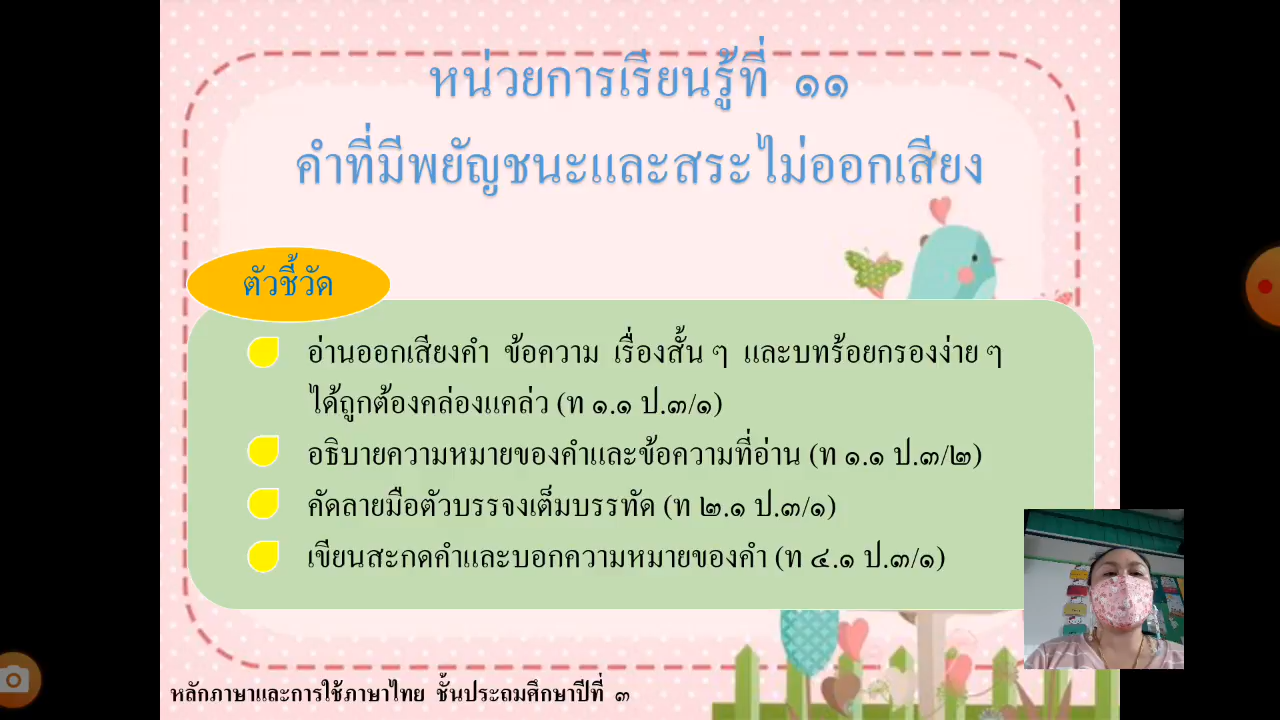 หน่วยการเรียนรู้ที่ ๑๑
คำที่มีพยัญชนะและสระไม่ออกเสียง
ตัวชี้วัด
อ่านออกเสียงคำ ข้อความ เรื่องสั้น ๆ และบทร้อยกรองง่าย ๆ
ได้ถูกต้องคล่องแคล่ว (ท ๑.๑ ป.๓/๑)
อธิบายความหมายของคำและข้อความที่อ่าน (ท ๑.๑ ป.๓/๒)
คัดลายมือตัวบรรจงเต็มบรรทัด (ท ๒.๑ ป.๓/๑)
เขียนสะกดคำและบอกความหมายของคำ (ท ๔.๑ ป.๓/๑)
หลักภาษาและการใช้ภาษาไทย ชั้นประถมศึกษาปีที่ ๓